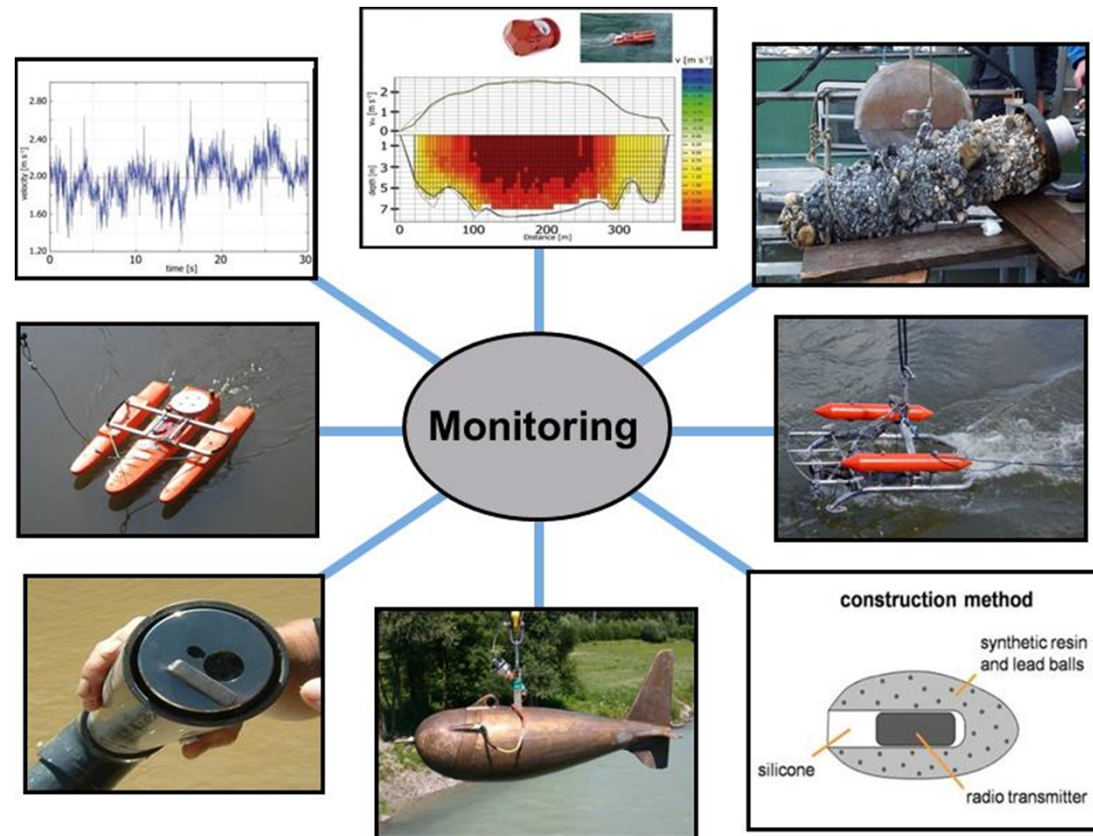 2.80
2.40
2.00
1.60
1.20
velocity [m s⁻¹]
0 10 20 30
time [s]
v [m s⁻¹]
2
1
0
1
3
5
7
depth [m]
0 100 200 300
Distance [m]
Monitoring
construction method
synthetic resin
and lead balls
silicone
radio transmitter